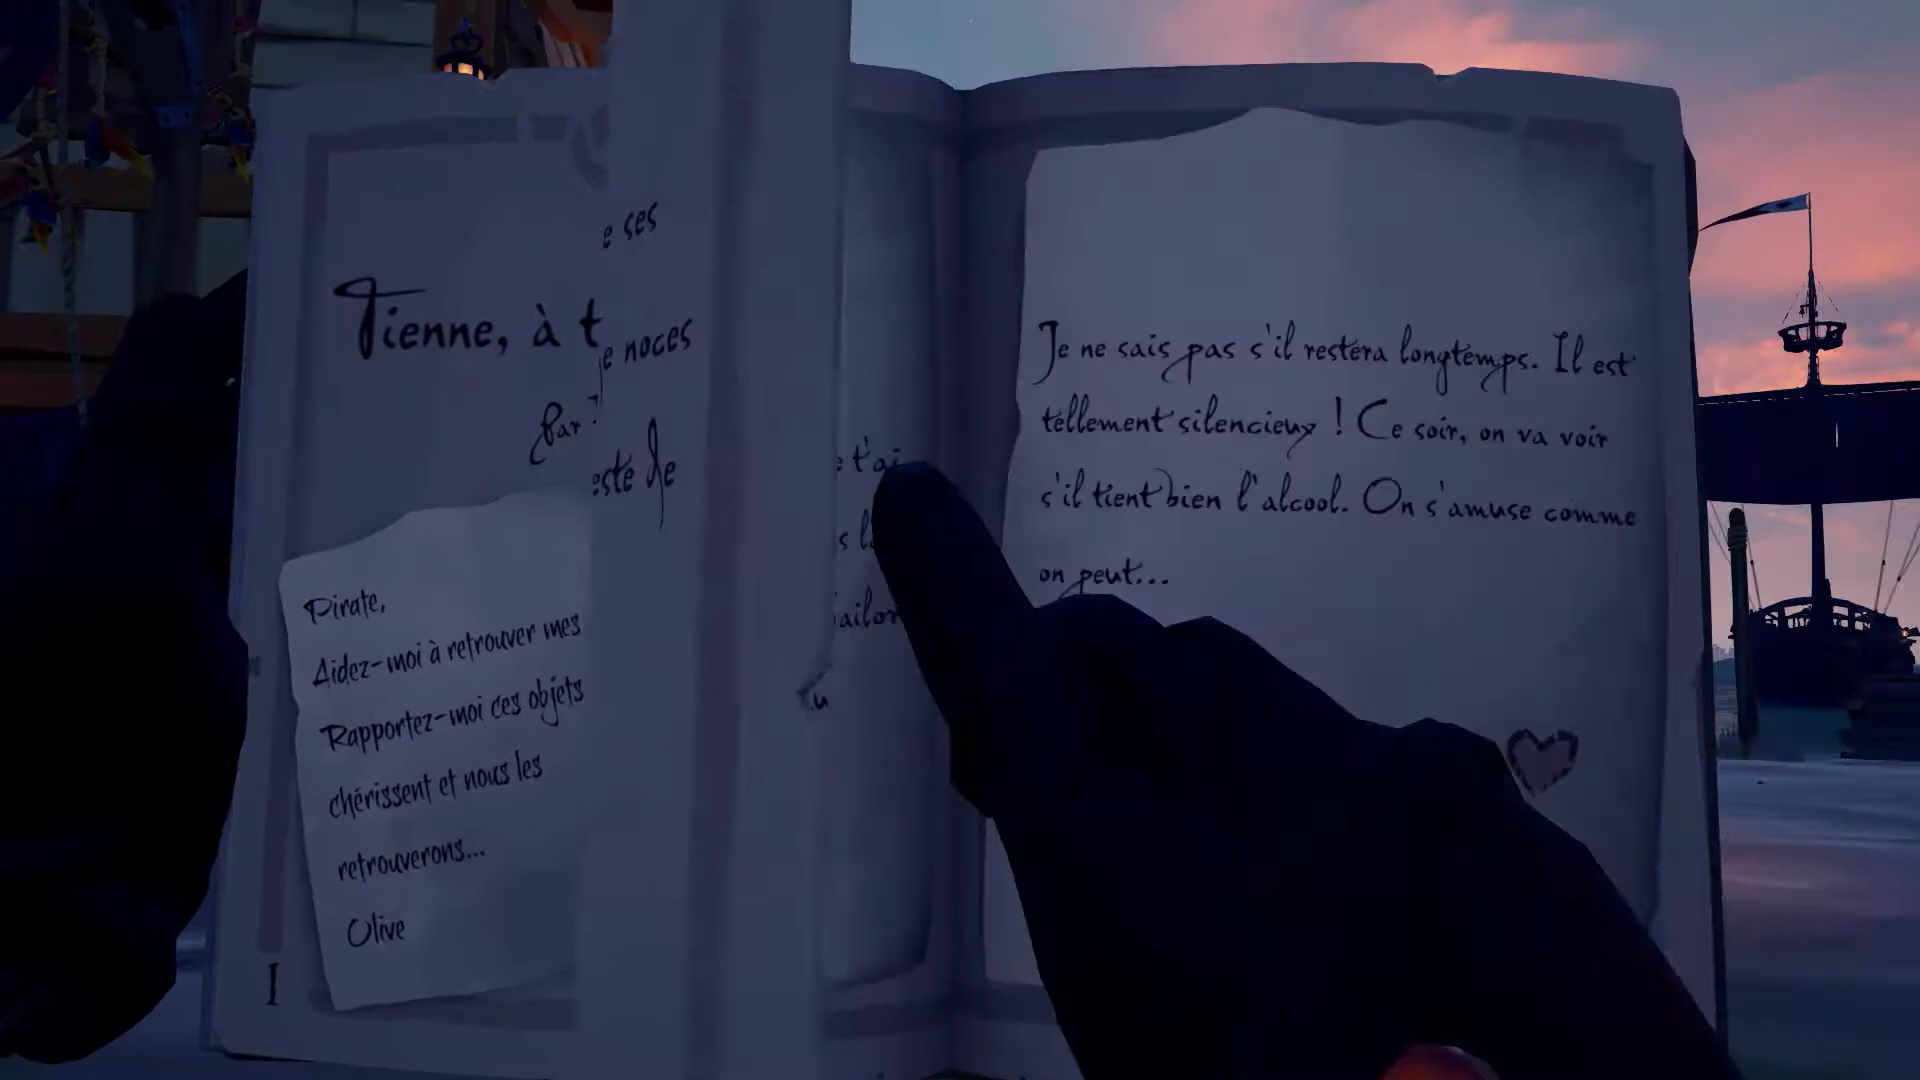 Tienne, à t
Par
Pirate,
Aidez-moi à retrouver mes
Rapportez-moi ces objets
chérissent et nous les
retrouverons...
Olive
I
e ses
e noces
este de
t'ai
Je ne sais pas s'il restera longtemps. Il est
tellement silencieux ! Ce soir, on va voir
s'il tient bien l'alcool. On s'amuse comme
on peut...